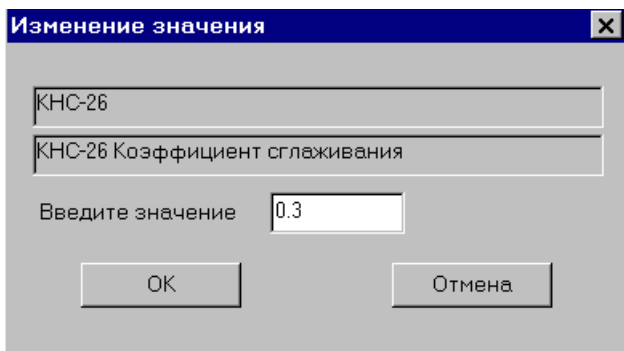 Изменение значения
КНС-26
КНС-26 Коэффициент сглаживания
Введите значение 0.3
OK Отмена